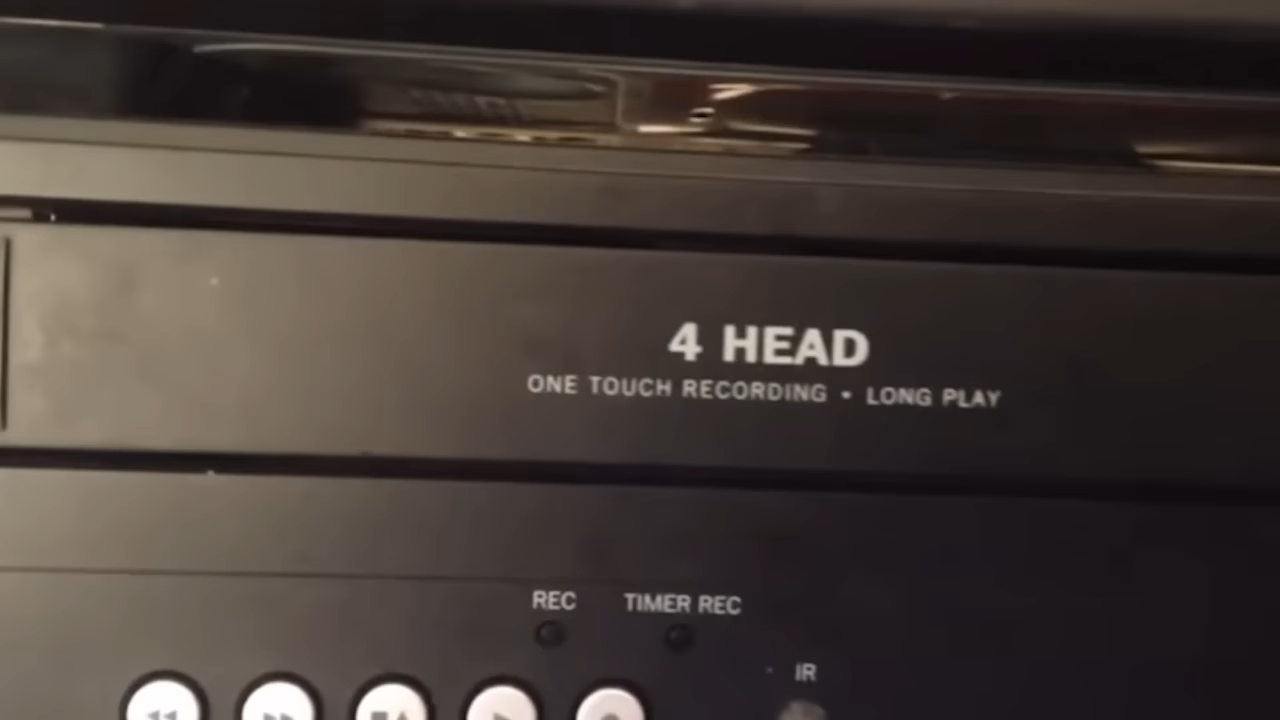 4 HEAD
ONE TOUCH RECORDING • LONG PLAY
REC TIMER REC
IR